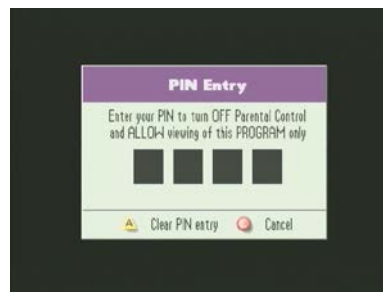 PIN Entry
Enter your PIN to turn OFF Parental Control
and ALLOW viewing of this PROGRAM only
A Clear PIN entry Cancel